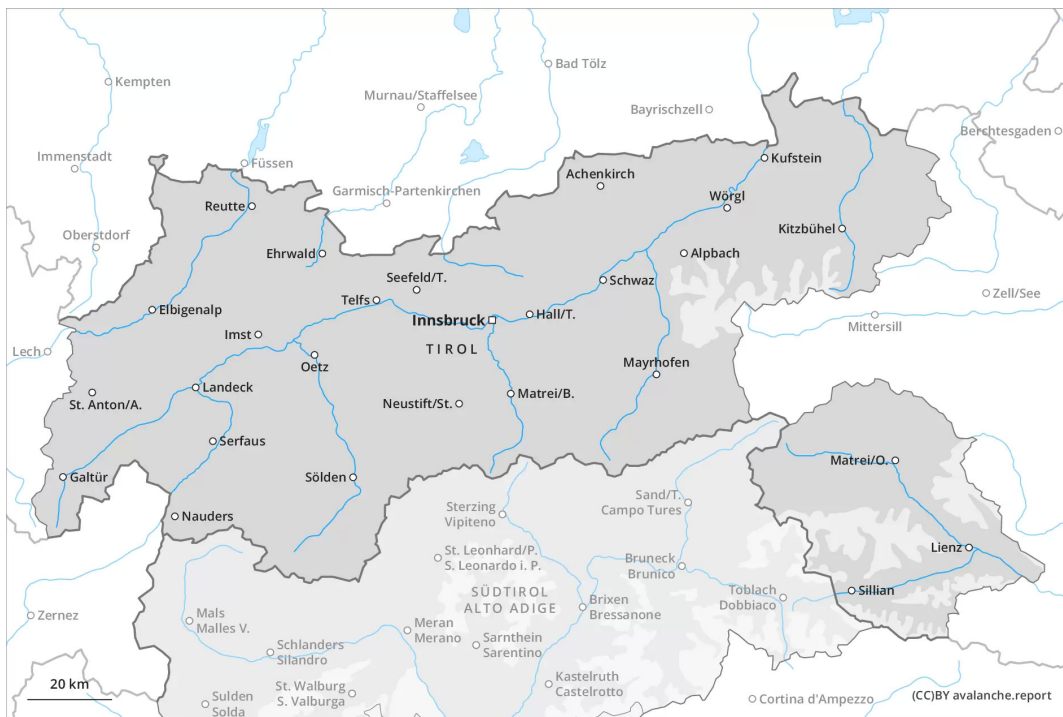 Kempten
Bad Tölz
Murnau/Staffelsee
Bayrischzell
Berchtesgaden
Immenstadt
Füssen
Kufstein
Achenkirch
Garmisch-Partenkirchen
Reutte
Wörgl
Oberstdorf
Kitzbühel
Ehrwald
Alpbach
Seefeld/T.
Schwaz
Zell/See
Telfs
Elbigenalp
Hall/T.
Mittersill
Innsbruck
Imst
TIROL
Lech
Oetz
Mayrhofen
Landeck
Matrei/B.
St. Anton/A.
Neustift/St.
Serfaus
Matrei/O.
Galtür
Sölden
Sand/T.
Campo Tures
Sterzing
Vipiteno
Nauders
Lienz
St. Leonhard/P.
S. Leonardo i. P.
Bruneck
Brunico
SÜDTIROL
ALTO ADIGE
Toblach
Dobbiaco
Sillian
Brixen
Bressanone
Zernez
Mals
Malles V.
Meran
Merano
Sarnthein
Sarentino
Schlanders
Silandro
Kastelruth
Castelrotto
20 km
St. Walburg
S. Valburga
Sulden
Solda
Cortina d'Ampezzo
(CC)BY avalanche.report